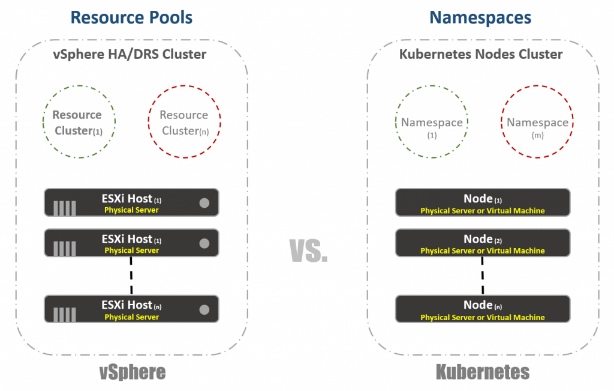 Resource Pools
vSphere HA/DRS Cluster
Resource
Cluster(1)
Resource
Cluster(n)
ESXi Host (1)
Physical Server
ESXi Host (1)
Physical Server
ESXi Host (n)
Physical Server
vSphere
VS.
Namespaces
Kubernetes Nodes Cluster
Namespace
(1)
Namespace
(m)
Node (1)
Physical Server or Virtual Machine
Node (2)
Physical Server or Virtual Machine
Node (n)
Physical Server or Virtual Machine
Kubernetes